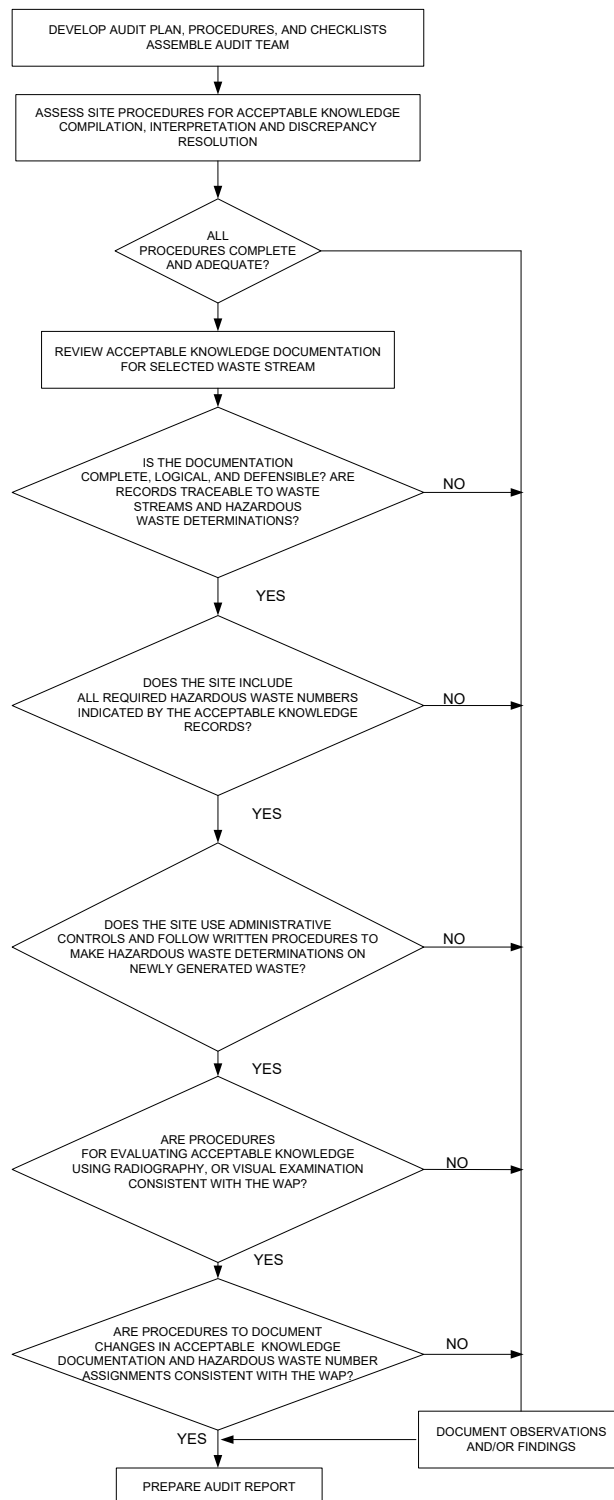 DEVELOP AUDIT PLAN, PROCEDURES, AND CHECKLISTS
ASSEMBLE AUDIT TEAM
ASSESS SITE PROCEDURES FOR ACCEPTABLE KNOWLEDGE
COMPILATION, INTERPRETATION AND DISCREPANCY
RESOLUTION
ALL
PROCEDURES COMPLETE
AND ADEQUATE?
REVIEW ACCEPTABLE KNOWLEDGE DOCUMENTATION
FOR SELECTED WASTE STREAM
IS THE DOCUMENTATION
COMPLETE, LOGICAL, AND DEFENSIBLE? ARE
RECORDS TRACEABLE TO WASTE
STREAMS AND HAZARDOUS
WASTE DETERMINATIONS?
NO
YES
DOES THE SITE INCLUDE
ALL REQUIRED HAZARDOUS WASTE NUMBERS
INDICATED BY THE ACCEPTABLE KNOWLEDGE
RECORDS?
NO
YES
DOES THE SITE USE ADMINISTRATIVE
CONTROLS AND FOLLOW WRITTEN PROCEDURES TO
MAKE HAZARDOUS WASTE DETERMINATIONS ON
NEWLY GENERATED WASTE?
NO
YES
ARE PROCEDURES
FOR EVALUATING ACCEPTABLE KNOWLEDGE
USING RADIOGRAPHY, OR VISUAL EXAMINATION
CONSISTENT WITH THE WAP?
NO
YES
ARE PROCEDURES TO DOCUMENT
CHANGES IN ACCEPTABLE KNOWLEDGE
DOCUMENTATION AND HAZARDOUS WASTE NUMBER
ASSIGNMENTS CONSISTENT WITH THE WAP?
NO
YES
DOCUMENT OBSERVATIONS
AND/OR FINDINGS
PREPARE AUDIT REPORT